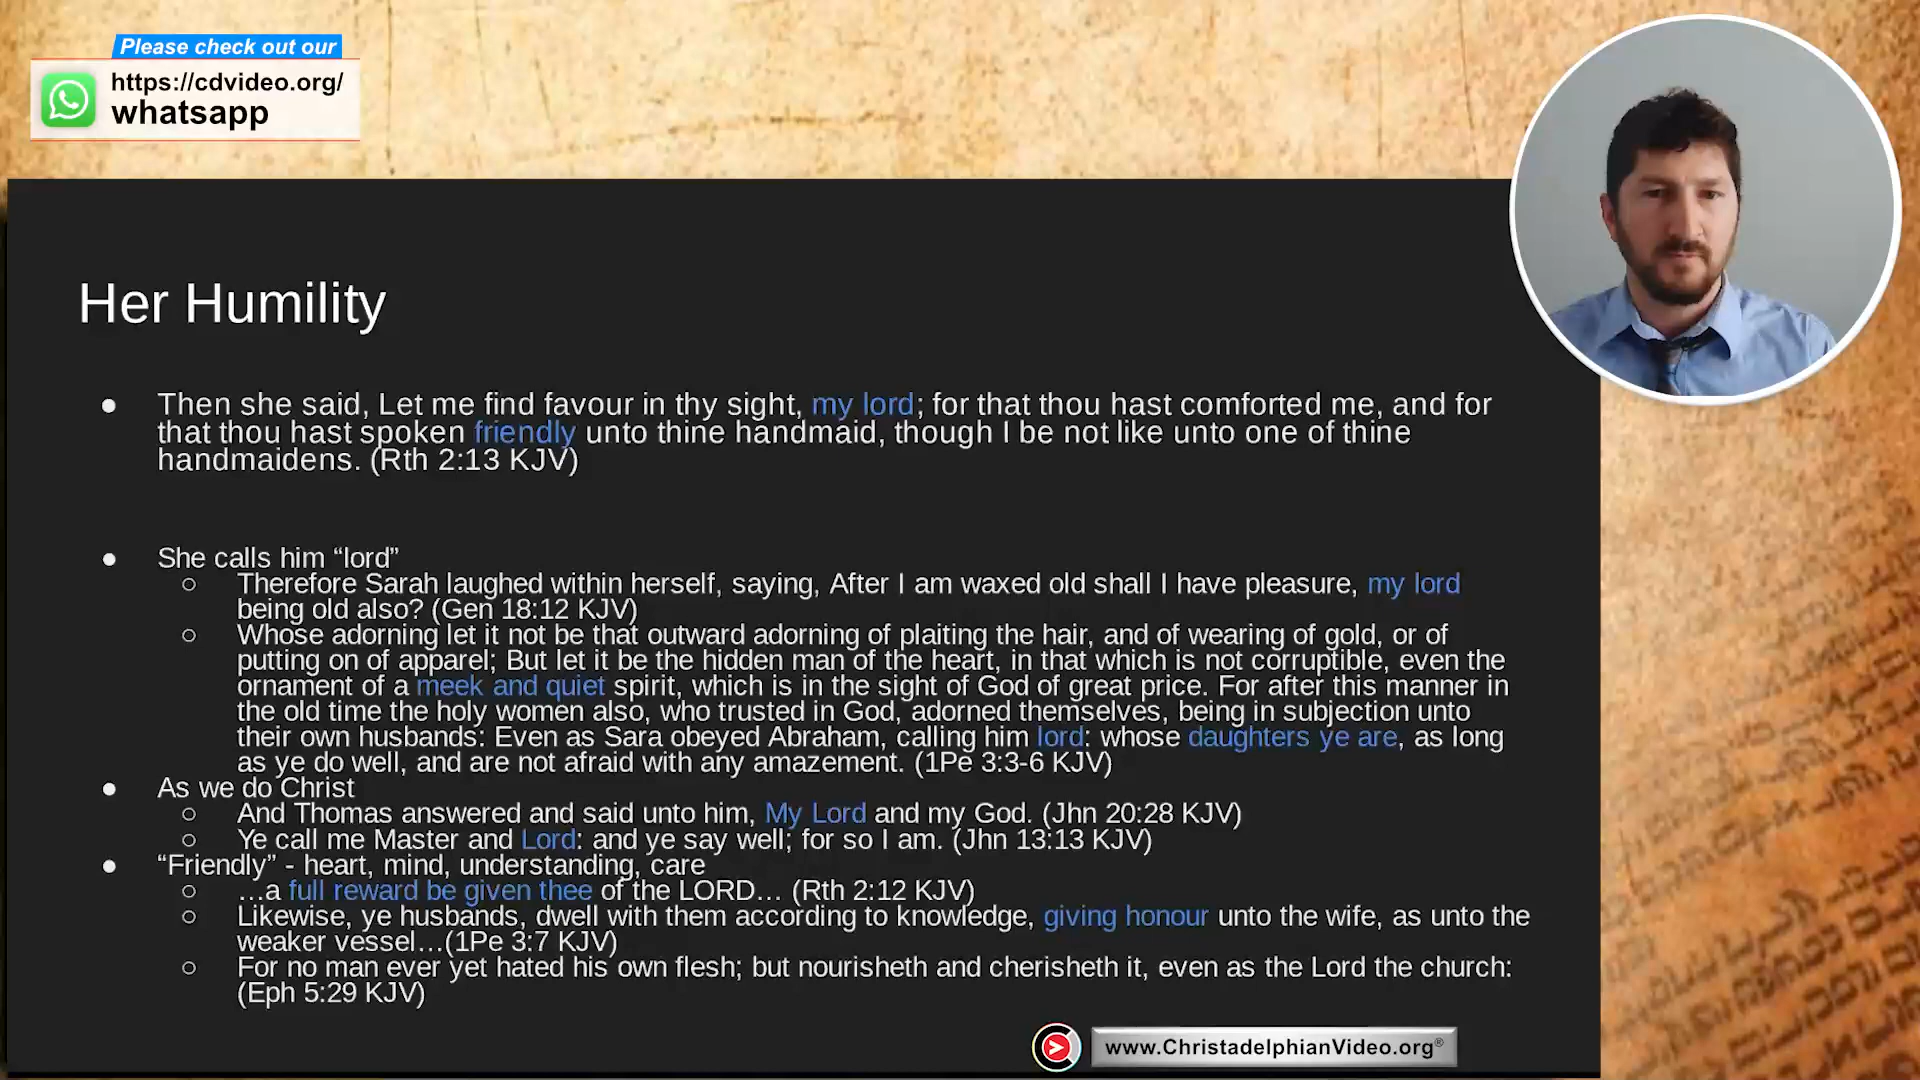 Please check out our
https://cdvideo.org/
whatsapp
Her Humility
● Then she said, Let me find favour in thy sight, my lord; for that thou hast comforted me, and for
that thou hast spoken friendly unto thine handmaid, though I be not like unto one of thine
handmaidens. (Rth 2:13 KJV)
● She calls him “lord”
○ Therefore Sarah laughed within herself, saying, After I am waxed old shall I have pleasure, my lord
being old also? (Gen 18:12 KJV)
○ Whose adorning let it not be that outward adorning of plaiting the hair, and of wearing of gold, or of
putting on of apparel; But let it be the hidden man of the heart, in that which is not corruptible, even the
ornament of a meek and quiet spirit, which is in the sight of God of great price. For after this manner in
the old time the holy women also, who trusted in God, adorned themselves, being in subjection unto
their own husbands: Even as Sara obeyed Abraham, calling him lord: whose daughters ye are, as long
as ye do well, and are not afraid with any amazement. (1Pe 3:3-6 KJV)
● As we do Christ
○ And Thomas answered and said unto him, My Lord and my God. (Jhn 20:28 KJV)
○ Ye call me Master and Lord: and ye say well; for so I am. (Jhn 13:13 KJV)
● “Friendly” - heart, mind, understanding, care
○ …a full reward be given thee of the LORD… (Rth 2:12 KJV)
○ Likewise, ye husbands, dwell with them according to knowledge, giving honour unto the wife, as unto the
weaker vessel…(1Pe 3:7 KJV)
○ For no man ever yet hated his own flesh; but nourisheth and cherisheth it, even as the Lord the church:
(Eph 5:29 KJV)
www.ChristadelphianVideo.org®